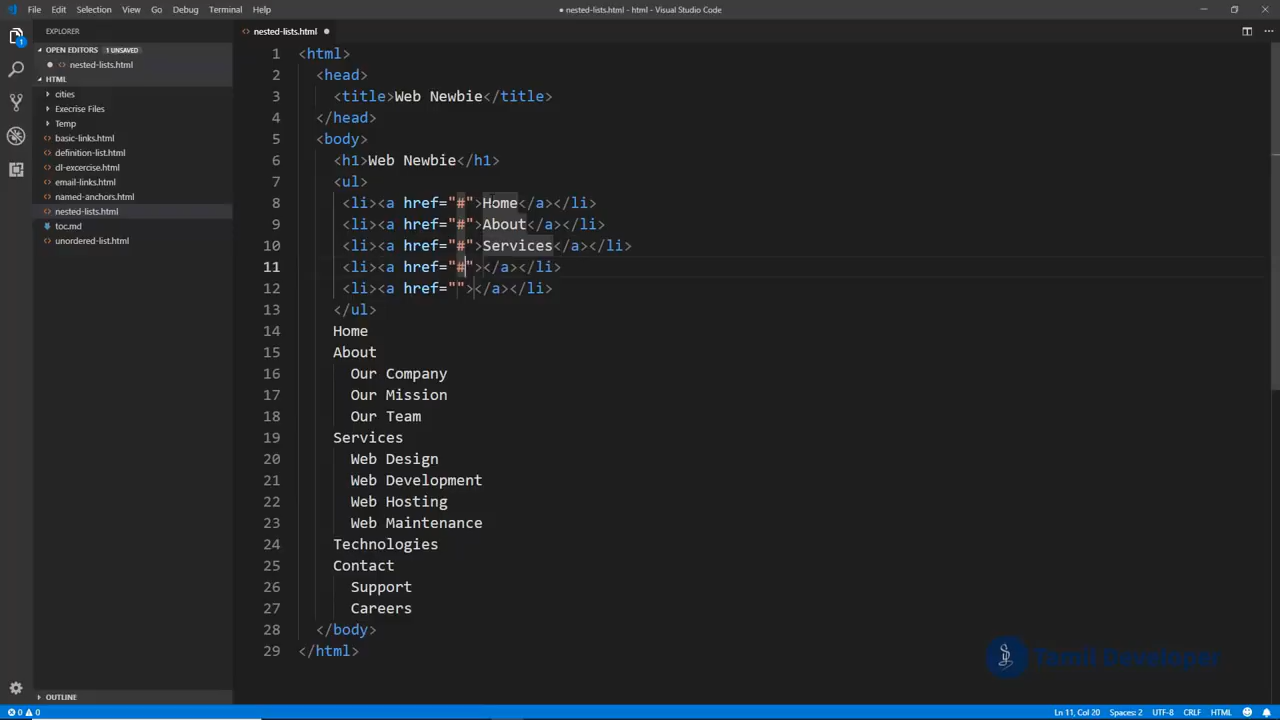 File Edit Selection View Go Debug Terminal Help
● nested-lists.html - html - Visual Studio Code
EXPLORER
OPEN EDITORS 1 UNSAVED
● <> nested-lists.html
HTML
cities
Execrise Files
Temp
<> basic-links.html
<> definition-list.html
<> dl-excercise.html
<> email-links.html
<> named-anchors.html
<> nested-lists.html
toc.md
<> unordered-list.html
OUTLINE
<> nested-lists.html ●
1 <html>
2 <head>
3 <title>Web Newbie</title>
4 </head>
5 <body>
6 <h1>Web Newbie</h1>
7 <ul>
8 <li><a href="#">Home</a></li>
9 <li><a href="#">About</a></li>
10 <li><a href="#">Services</a></li>
11 <li><a href="#"></a></li>
12 <li><a href=""></a></li>
13 </ul>
14 Home
15 About
16 Our Company
17 Our Mission
18 Our Team
19 Services
20 Web Design
21 Web Development
22 Web Hosting
23 Web Maintenance
24 Technologies
25 Contact
26 Support
27 Careers
28 </body>
29 </html>
Tamil Developer
0 0
Ln 11, Col 20 Spaces: 2 UTF-8 CRLF HTML
1